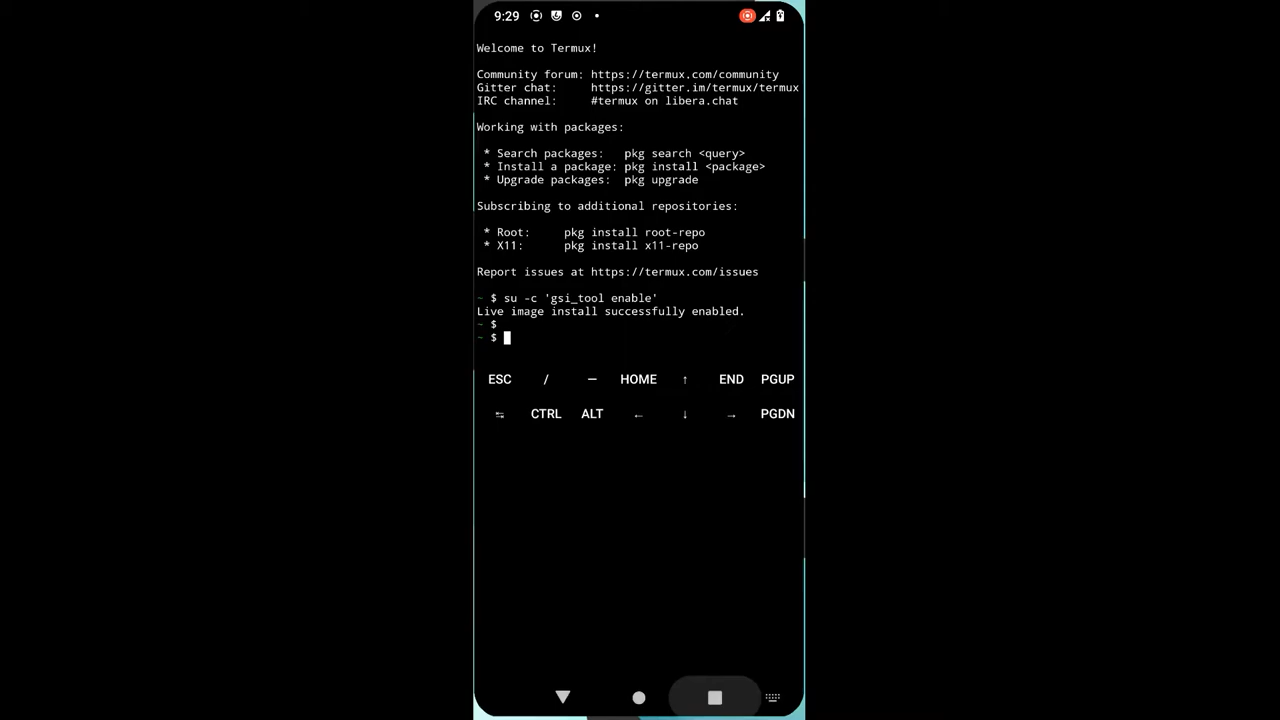 9:29
Welcome to Termux!
Community forum: https://termux.com/community
Gitter chat:     https://gitter.im/termux/termux
IRC channel:     #termux on libera.chat
Working with packages:
* Search packages:   pkg search <query>
* Install a package: pkg install <package>
* Upgrade packages:  pkg upgrade
Subscribing to additional repositories:
* Root:     pkg install root-repo
* X11:      pkg install x11-repo
Report issues at https://termux.com/issues
~ $ su -c 'gsi_tool enable'
Live image install successfully enabled.
~ $
~ $
ESC / — HOME ↑ END PGUP
↹ CTRL ALT ← ↓ → PGDN